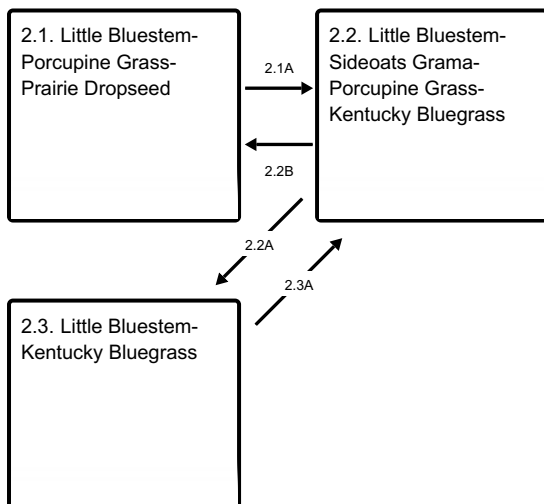 2.1. Little Bluestem-
Porcupine Grass-
Prairie Dropseed
2.1A
2.2. Little Bluestem-
Sideoats Grama-
Porcupine Grass-
Kentucky Bluegrass
2.2B
2.2A
2.3A
2.3. Little Bluestem-
Kentucky Bluegrass